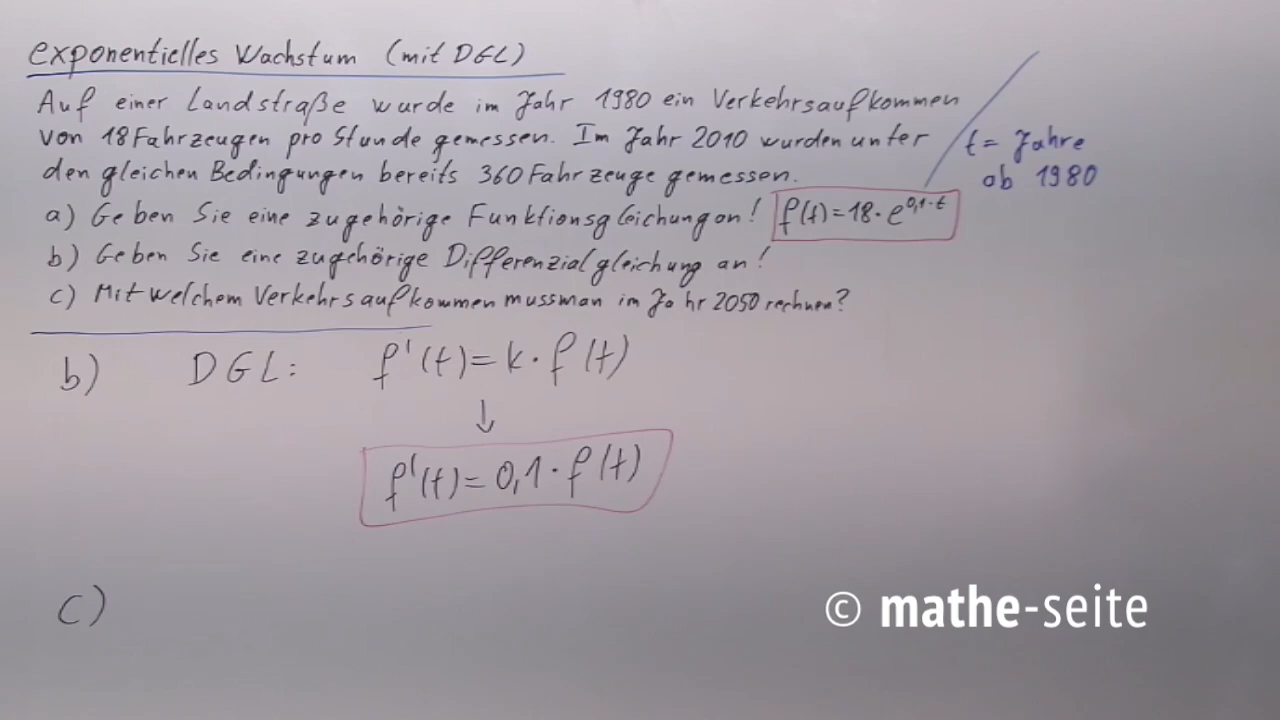 exponentielles Wachstum (mit DGL)
Auf einer Landstraße wurde im Jahr 1980 ein Verkehrsaufkommen
von 18 Fahrzeugen pro Stunde gemessen. Im Jahr 2010 wurden unter
den gleichen Bedingungen bereits 360 Fahrzeuge gemessen.
t = Jahre
ab 1980
a) Geben Sie eine zugehörige Funktionsgleichung an! f(t)=18·e^0,1·t
b) Geben Sie eine zugehörige Differenzialgleichung an!
c) Mit welchem Verkehrsaufkommen muss man im Jahr 2050 rechnen?
b) DGL: f'(t)=k·f(t)
↓
f'(t)=0,1·f(t)
c)
© mathe-seite